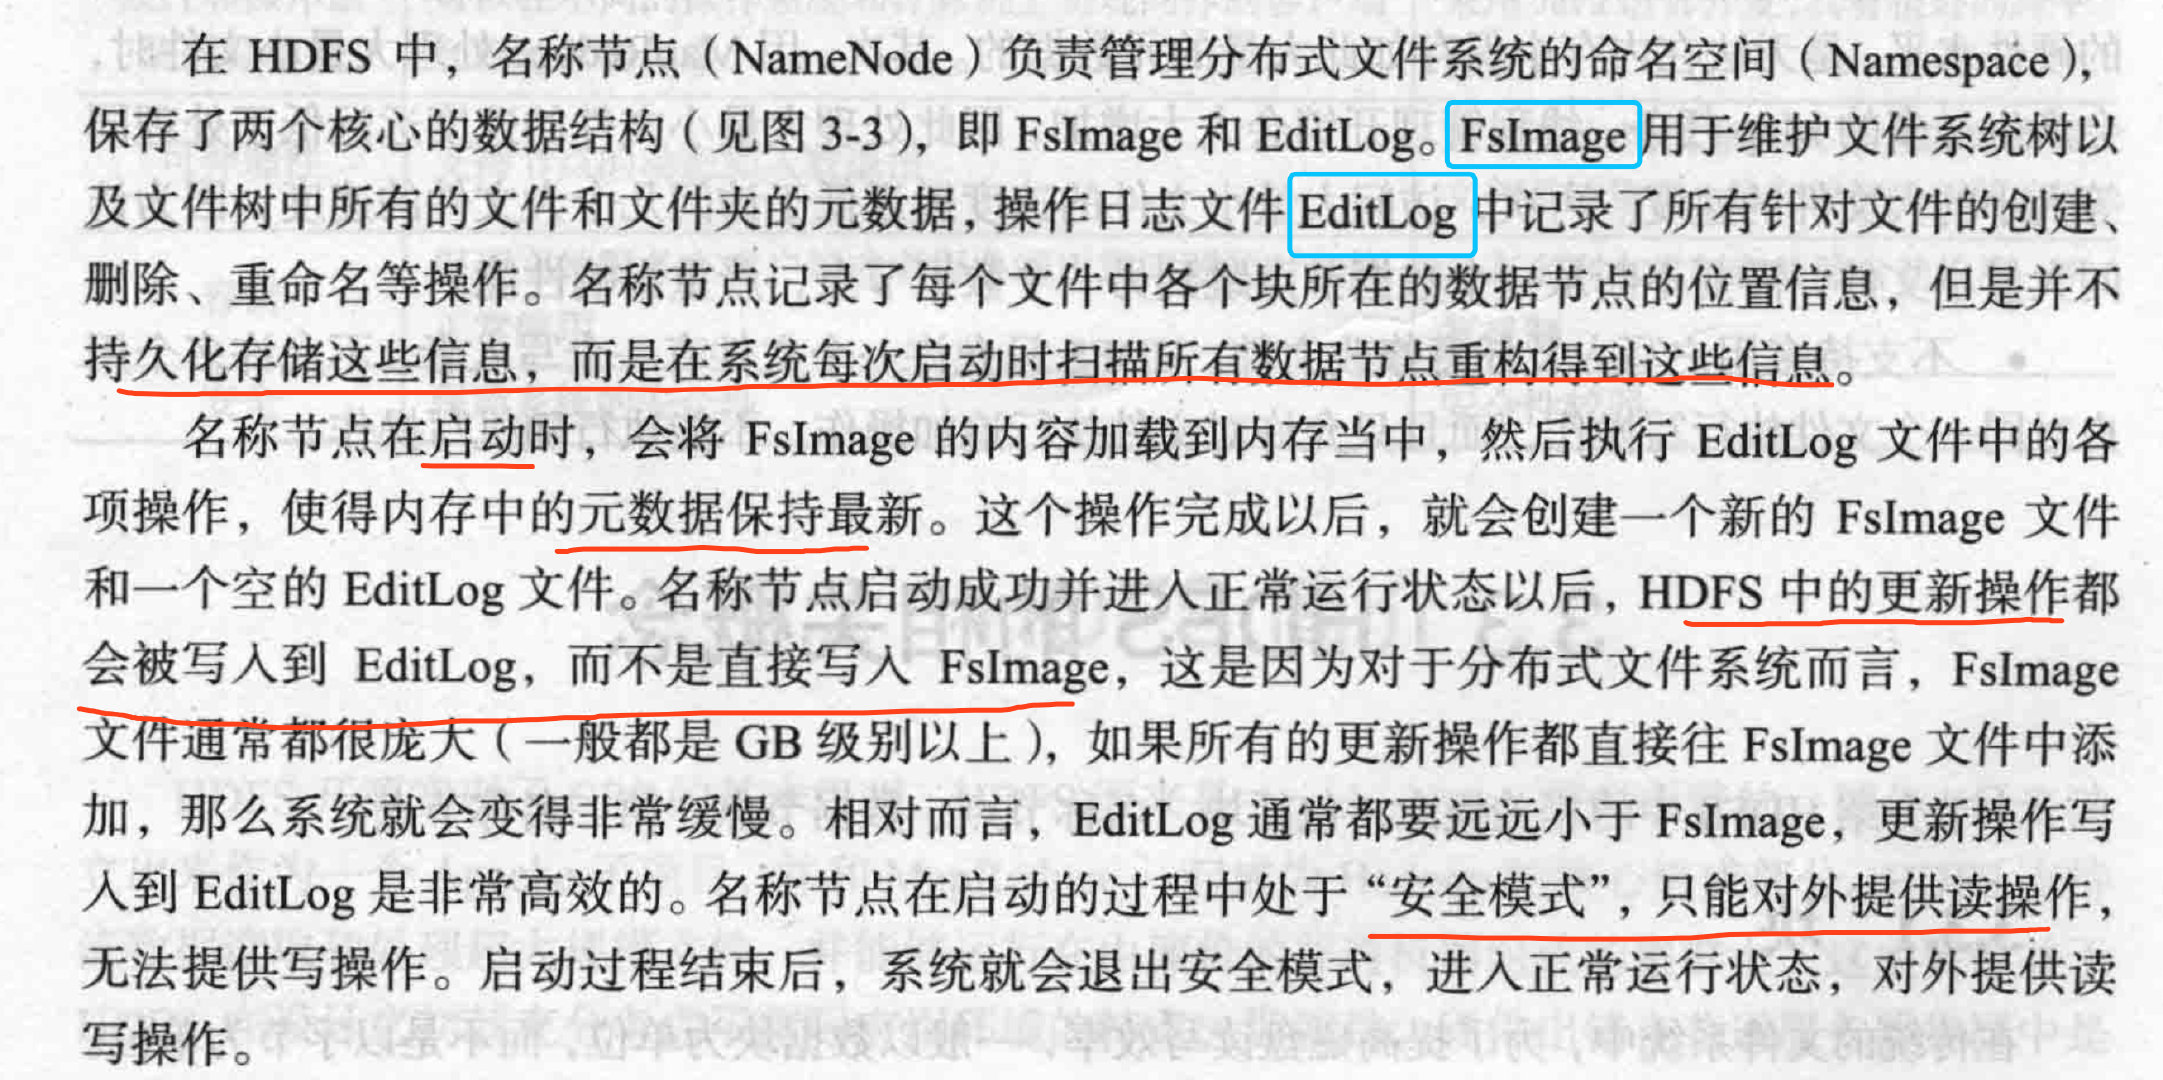 在 HDFS 中，名称节点（NameNode）负责管理分布式文件系统的命名空间（Namespace），
保存了两个核心的数据结构（见图 3-3），即 FsImage 和 EditLog。FsImage 用于维护文件系统树以
及文件树中所有的文件和文件夹的元数据，操作日志文件 EditLog 中记录了所有针对文件的创建、
删除、重命名等操作。名称节点记录了每个文件中各个块所在的数据节点的位置信息，但是并不
持久化存储这些信息，而是在系统每次启动时扫描所有数据节点重构得到这些信息。
名称节点在启动时，会将 FsImage 的内容加载到内存当中，然后执行 EditLog 文件中的各
项操作，使得内存中的元数据保持最新。这个操作完成以后，就会创建一个新的 FsImage 文件
和一个空的 EditLog 文件。名称节点启动成功并进入正常运行状态以后，HDFS 中的更新操作都
会被写入到 EditLog，而不是直接写入 FsImage，这是因为对于分布式文件系统而言，FsImage
文件通常都很庞大（一般都是 GB 级别以上），如果所有的更新操作都直接往 FsImage 文件中添
加，那么系统就会变得非常缓慢。相对而言，EditLog 通常都要远远小于 FsImage，更新操作写
入到 EditLog 是非常高效的。名称节点在启动的过程中处于“安全模式”，只能对外提供读操作，
无法提供写操作。启动过程结束后，系统就会退出安全模式，进入正常运行状态，对外提供读
写操作。